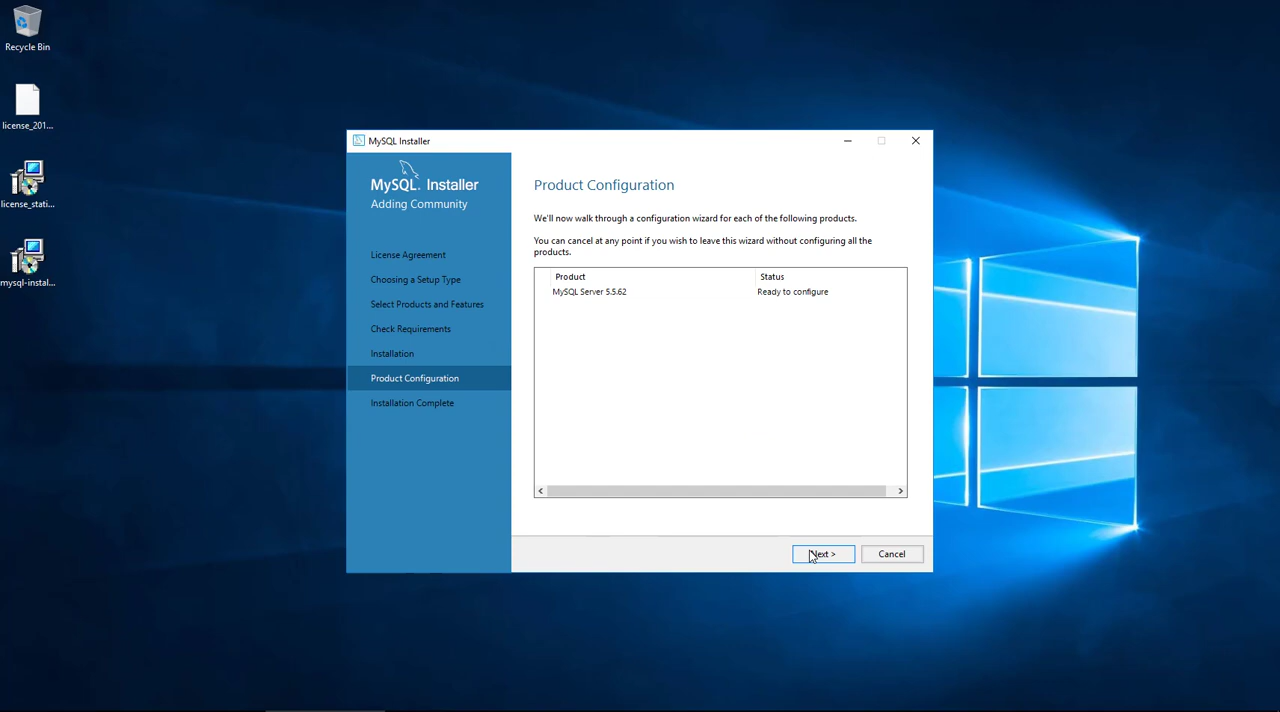 Recycle Bin
license_201...
license_stati...
mysql-instal...
MySQL Installer
MySQL. Installer
Adding Community
License Agreement
Choosing a Setup Type
Select Products and Features
Check Requirements
Installation
Product Configuration
Installation Complete
Product Configuration
We'll now walk through a configuration wizard for each of the following products.
You can cancel at any point if you wish to leave this wizard without configuring all the
products.
Product Status
MySQL Server 5.5.62 Ready to configure
Next > Cancel